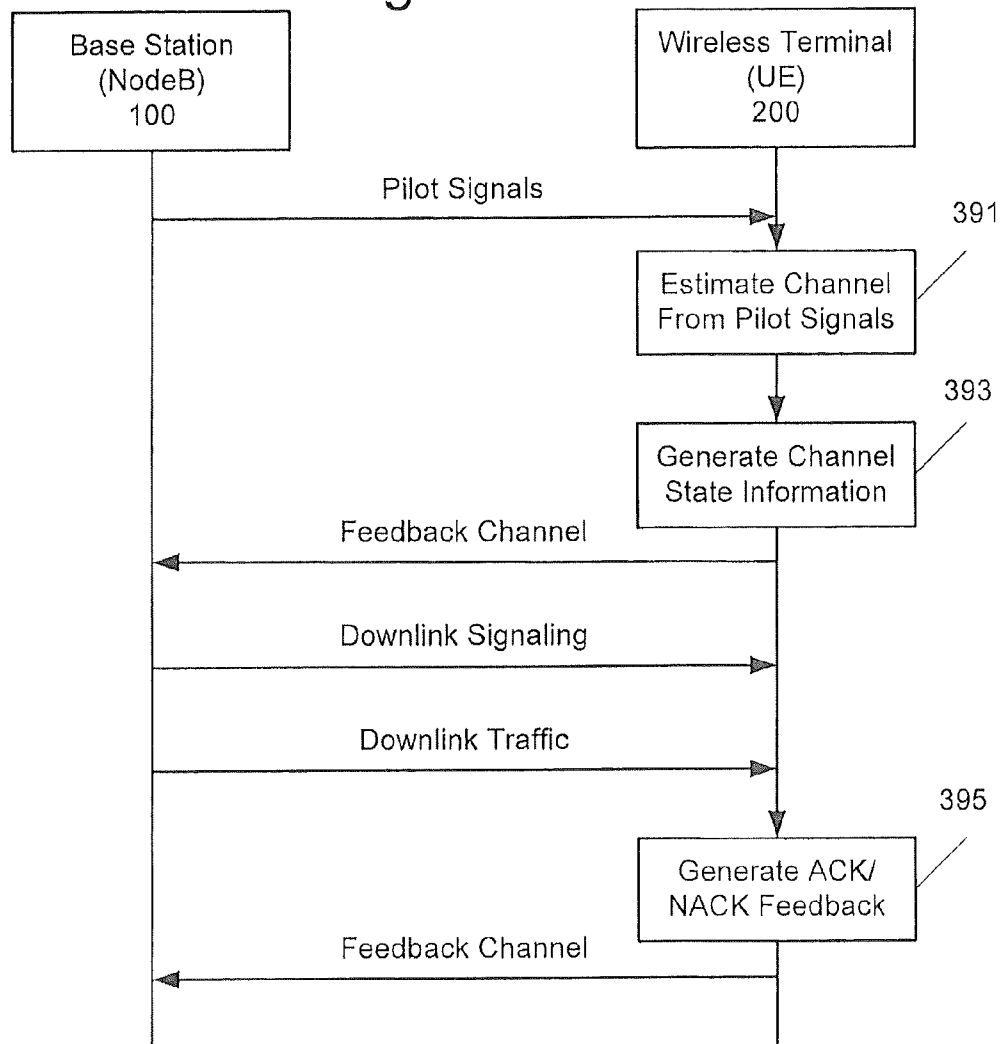 g
Base Station
(NodeB)
100
Wireless Terminal
(UE)
200
Pilot Signals
391
Estimate Channel
From Pilot Signals
393
Generate Channel
State Information
Feedback Channel
Downlink Signaling
Downlink Traffic
395
Generate ACK/
NACK Feedback
Feedback Channel